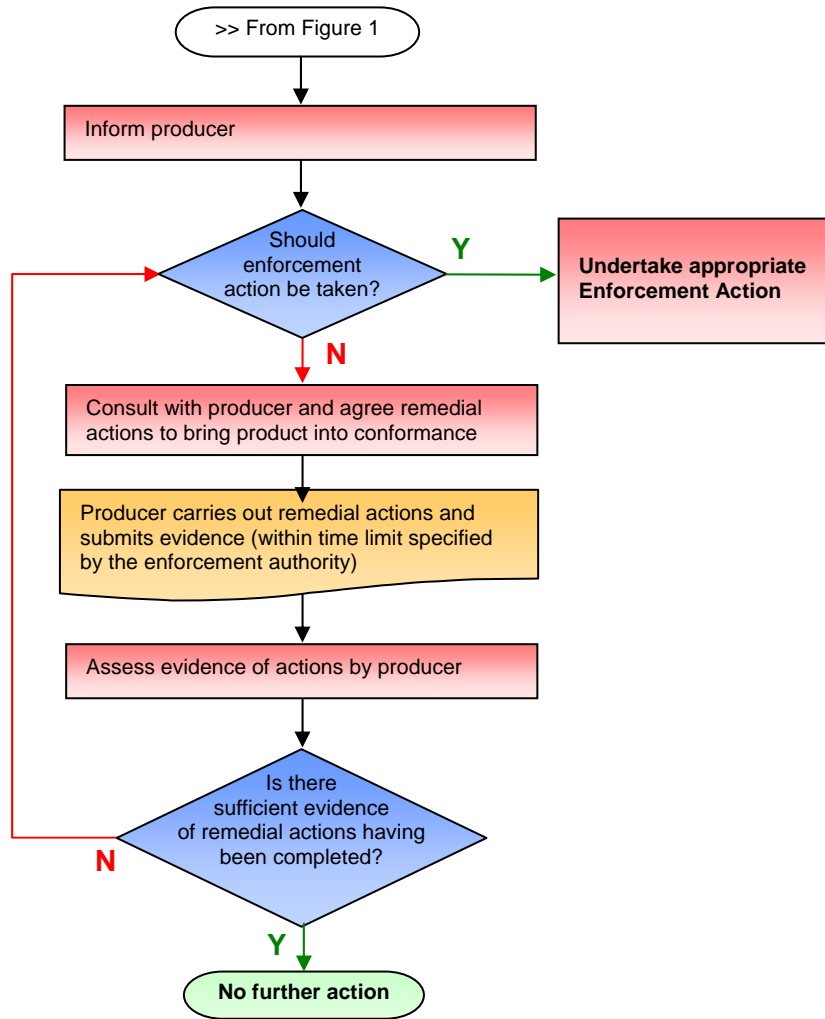 >> From Figure 1
Inform producer
Should
enforcement
action be taken?
Y
Undertake appropriate
Enforcement Action
N
Consult with producer and agree remedial
actions to bring product into conformance
Producer carries out remedial actions and
submits evidence (within time limit specified
by the enforcement authority)
Assess evidence of actions by producer
Is there
sufficient evidence
of remedial actions having
been completed?
N
Y
No further action